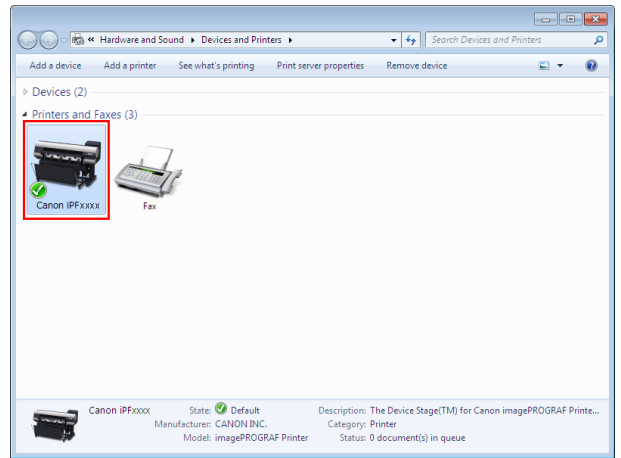 « Hardware and Sound ▸ Devices and Printers ▸ Search Devices and Printers
Add a device Add a printer See what's printing Print server properties Remove device
Devices (2)
Printers and Faxes (3)
Canon iPFxxxx Fax
Canon iPFxxxx State: Default Description: The Device Stage(TM) for Canon imagePROGRAF Printe...
Manufacturer: CANON INC. Category: Printer
Model: imagePROGRAF Printer Status: 0 document(s) in queue